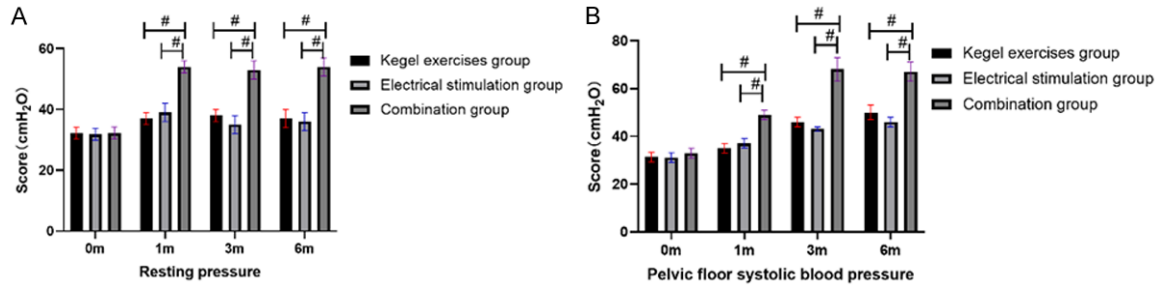 A
# # #
# # #
60
40
20
0
Score(cmH₂O)
0m 1m 3m 6m
Resting pressure
Kegel exercises group
Electrical stimulation group
Combination group
B
# #
# #
#
#
80
60
40
20
0
Score(cmH₂O)
0m 1m 3m 6m
Pelvic floor systolic blood pressure
Kegel exercises group
Electrical stimulation group
Combination group